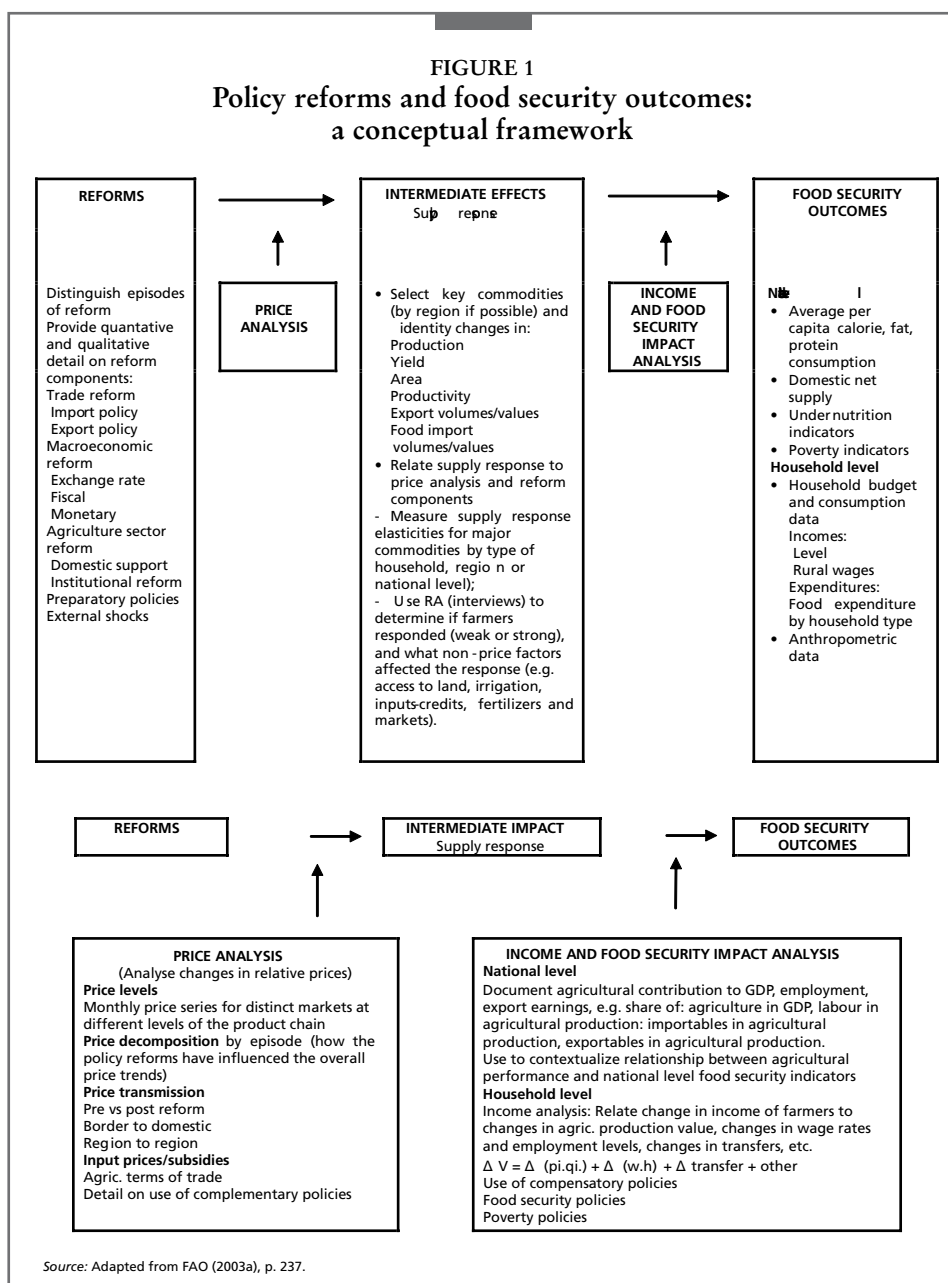 FIGURE 1
Policy reforms and food security outcomes:
a conceptual framework
REFORMS
Distinguish episodes
of reform
Provide quantative
and qualitative
detail on reform
components:
Trade reform
Import policy
Export policy
Macroeconomic
reform
Exchange rate
Fiscal
Monetary
Agriculture sector
reform
Domestic support
Institutional reform
Preparatory policies
External shocks
PRICE
ANALYSIS
INTERMEDIATE EFFECTS
• Select key commodities
(by region if possible) and
identity changes in:
Production
Yield
Area
Productivity
Export volumes/values
Food import
volumes/values
• Relate supply response to
price analysis and reform
components
- Measure supply response
elasticities for major
commodities by type of
household, regio n or
national level);
- U se RA (interviews) to
determine if farmers
responded (weak or strong),
and what non -price factors
affected the response (e.g.
access to land, irrigation,
inputs-credits, fertilizers and
markets).
INCOME
AND FOOD
SECURITY
IMPACT
ANALYSIS
FOOD SECURITY
OUTCOMES
• Average per
capita calorie, fat,
protein
consumption
• Domestic net
supply
• Under nutrition
indicators
• Poverty indicators
Household level
• Household budget
and consumption
data
Incomes:
Level
Rural wages
Expenditures:
Food expenditure
by household type
• Anthropometric
data
REFORMS
INTERMEDIATE IMPACT
Supply response
FOOD SECURITY
OUTCOMES
PRICE ANALYSIS
(Analyse changes in relative prices)
Price levels
Monthly price series for distinct markets at
different levels of the product chain
Price decomposition by episode (how the
policy reforms have influenced the overall
price trends)
Price transmission
Pre vs post reform
Border to domestic
Region to region
Input prices/subsidies
Agric. terms of trade
Detail on use of complementary policies
INCOME AND FOOD SECURITY IMPACT ANALYSIS
National level
Document agricultural contribution to GDP, employment,
export earnings, e.g. share of: agriculture in GDP, labour in
agricultural production: importables in agricultural
production, exportables in agricultural production.
Use to contextualize relationship between agricultural
performance and national level food security indicators
Household level
Income analysis: Relate change in income of farmers to
changes in agric. production value, changes in wage rates
and employment levels, changes in transfers, etc.
Δ V = Δ (pi.qi.) + Δ (w.h) + Δ transfer + other
Use of compensatory policies
Food security policies
Poverty policies
Source: Adapted from FAO (2003a), p. 237.